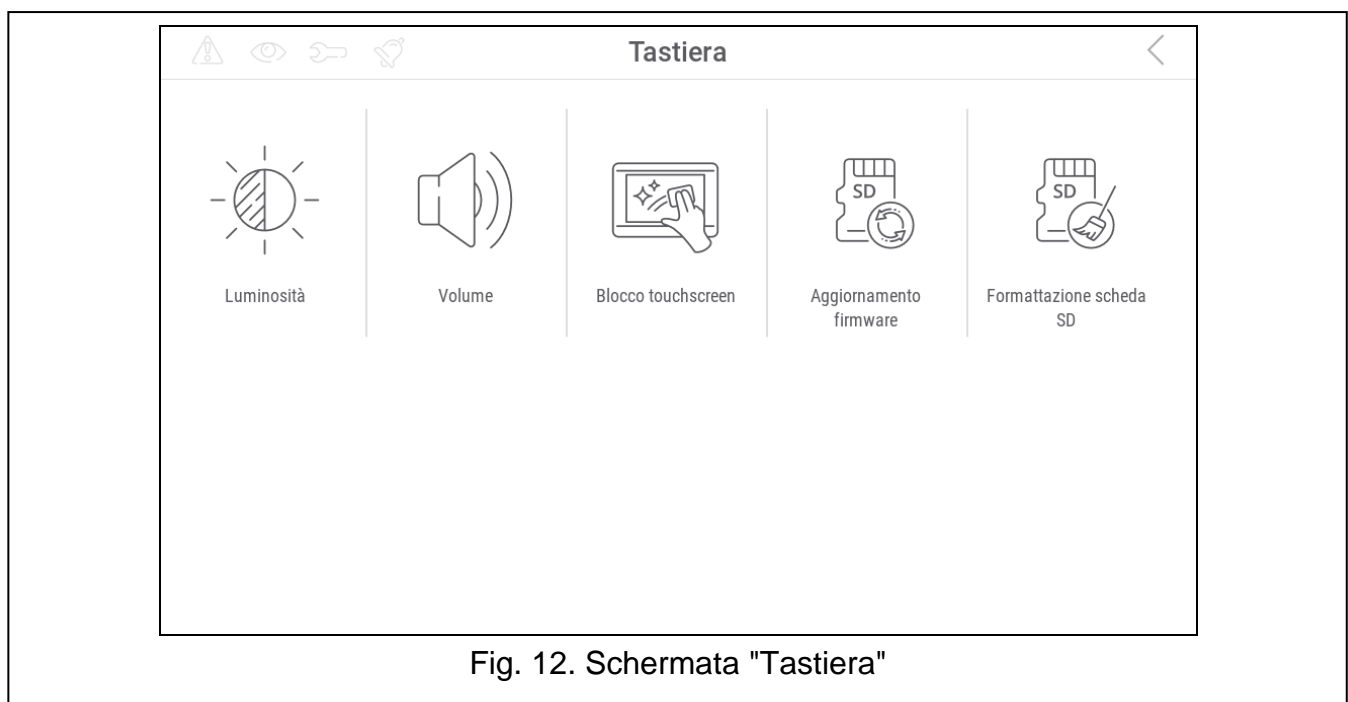 Tastiera
SD
SD
Luminosità
Volume
Blocco touchscreen
Aggiornamento
firmware
Formattazione scheda
SD
Fig. 12. Schermata "Tastiera"